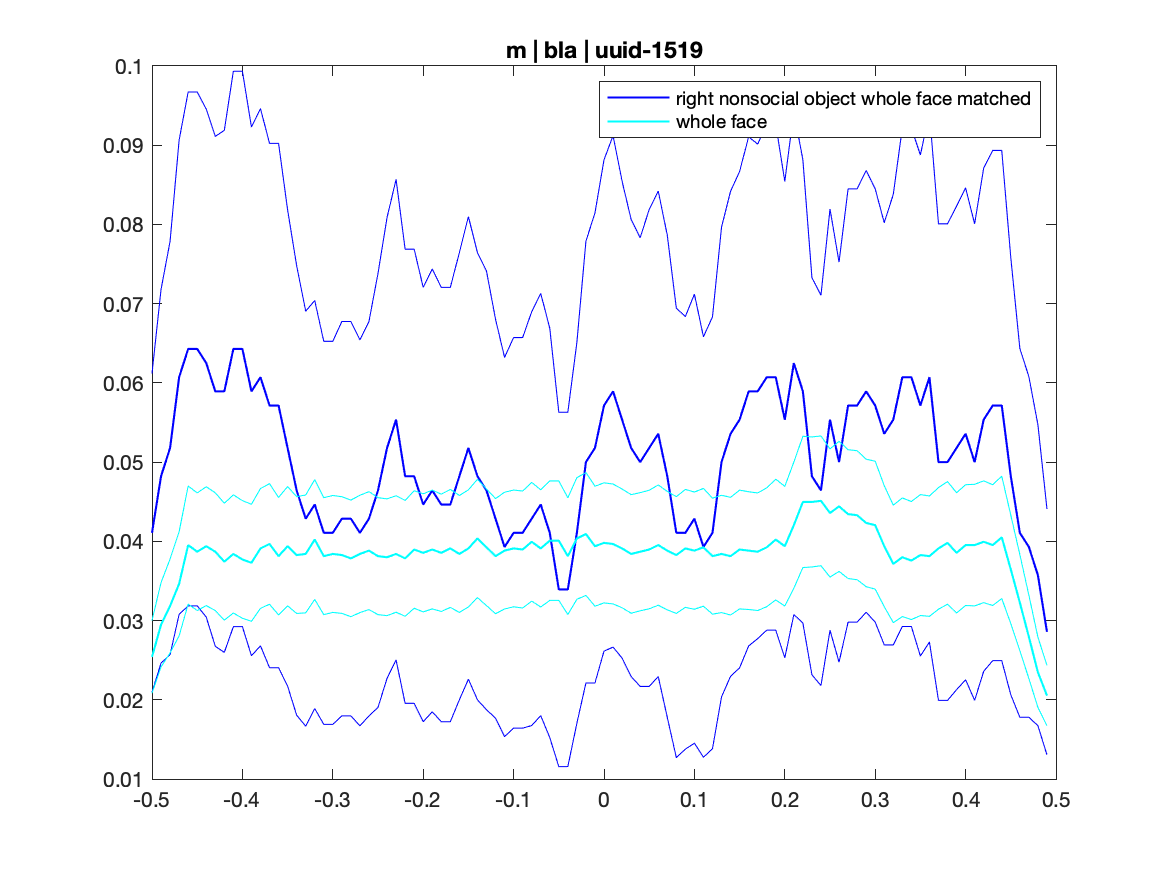 m | bla | uuid-1519
right nonsocial object whole face matched
whole face
0.1
0.09
0.08
0.07
0.06
0.05
0.04
0.03
0.02
0.01
-0.5 -0.4 -0.3 -0.2 -0.1 0 0.1 0.2 0.3 0.4 0.5